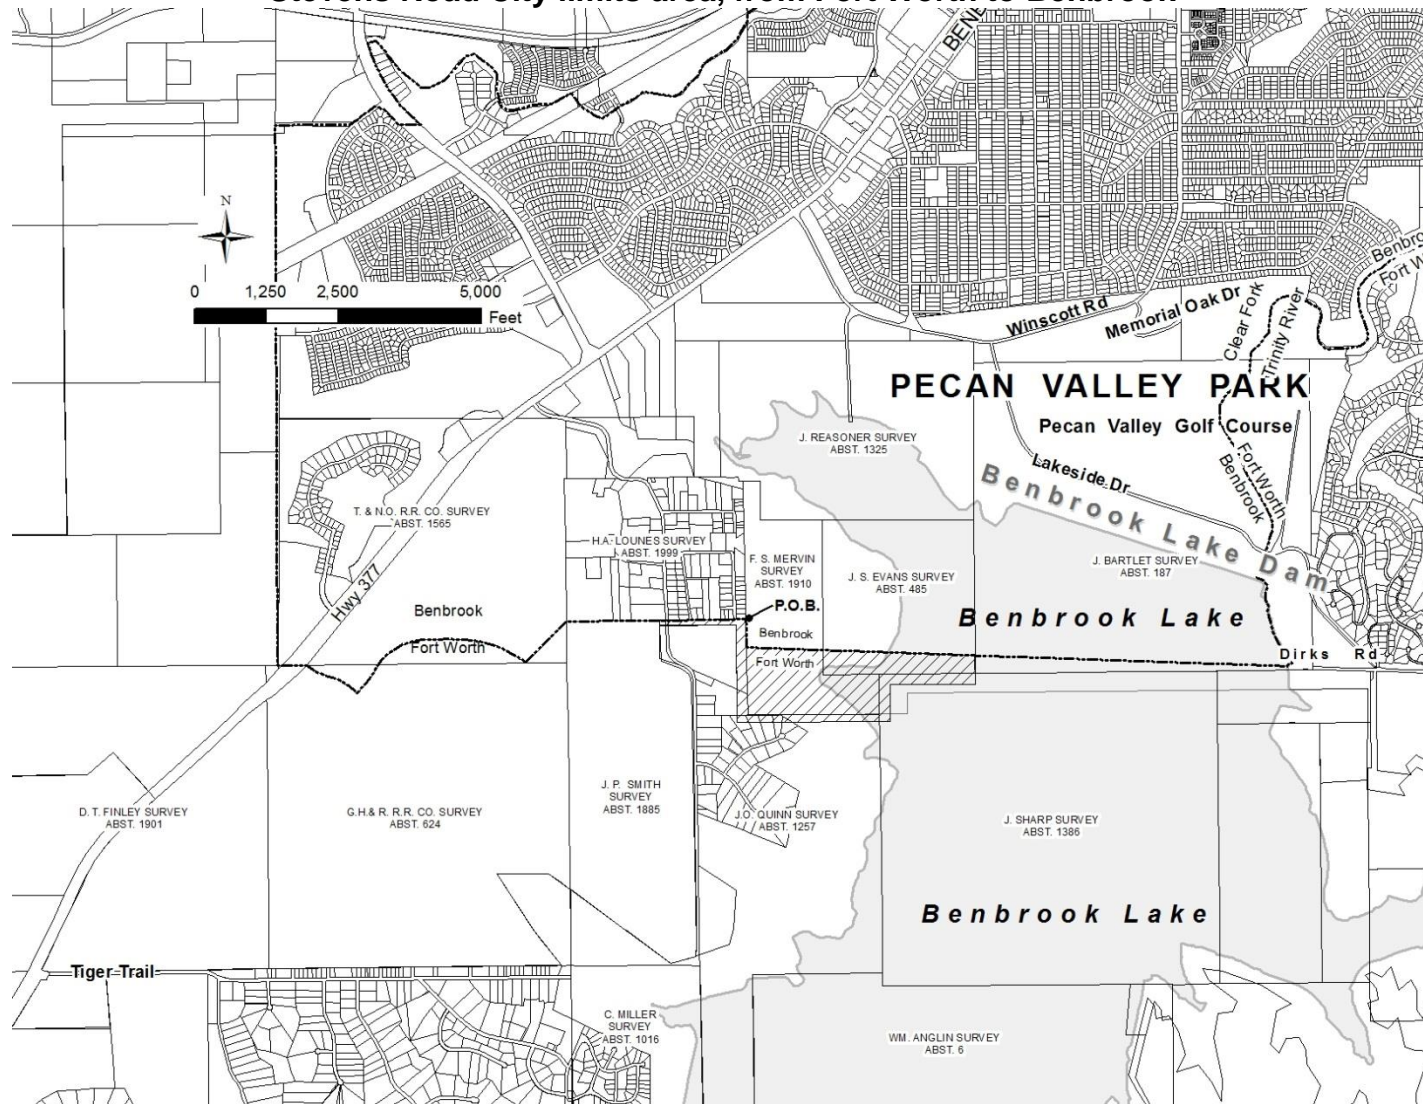 Stevens Road City limits area, from Fort Worth to Benbrook
BENB
N
0 1,250 2,500 5,000
Feet
Benbro
Fort W
Winscott Rd
Memorial Oak Dr
Clear Fork
Trinity River
PECAN VALLEY PARK
Pecan Valley Golf Course
J. REASONER SURVEY
ABST. 1325
Lakeside Dr
Fort Worth
Benbrook
Benbrook Lake Dam
T. & N.O. R.R. CO. SURVEY
ABST. 1565
H.A. LOUNES SURVEY
ABST. 1999
F. S. MERVIN
SURVEY
ABST. 1910
J. S. EVANS SURVEY
ABST. 485
J. BARTLET SURVEY
ABST. 187
Hwy 377
Benbrook
Fort Worth
P.O.B.
Benbrook
Fort Worth
Benbrook Lake
Dirks Rd
D. T. FINLEY SURVEY
ABST. 1901
G.H.& R. R.R. CO. SURVEY
ABST. 624
J. P. SMITH
SURVEY
ABST. 1885
J.O. QUINN SURVEY
ABST. 1257
J. SHARP SURVEY
ABST. 1386
Benbrook Lake
Tiger Trail
C. MILLER
SURVEY
ABST. 1016
WM. ANGLIN SURVEY
ABST. 6